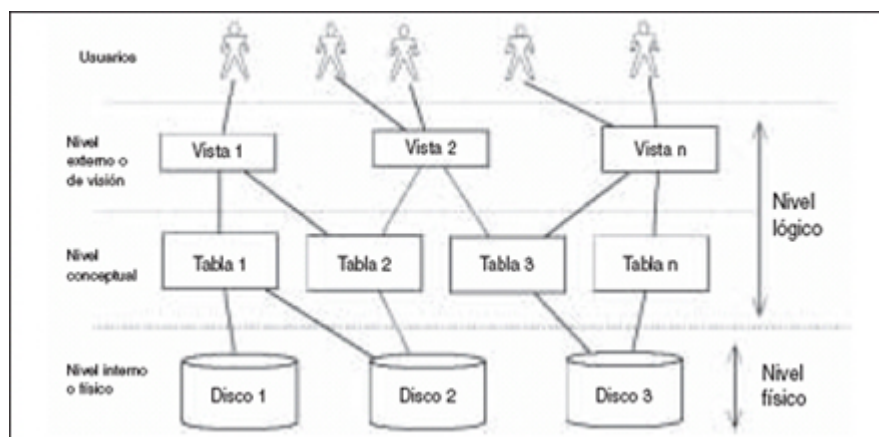 Usuarios
Nivel
externo o
de visión
Vista 1
Vista 2
Vista n
Nivel
lógico
Nivel
conceptual
Tabla 1
Tabla 2
Tabla 3
Tabla n
Nivel interno
o físico
Disco 1
Disco 2
Disco 3
Nivel
físico